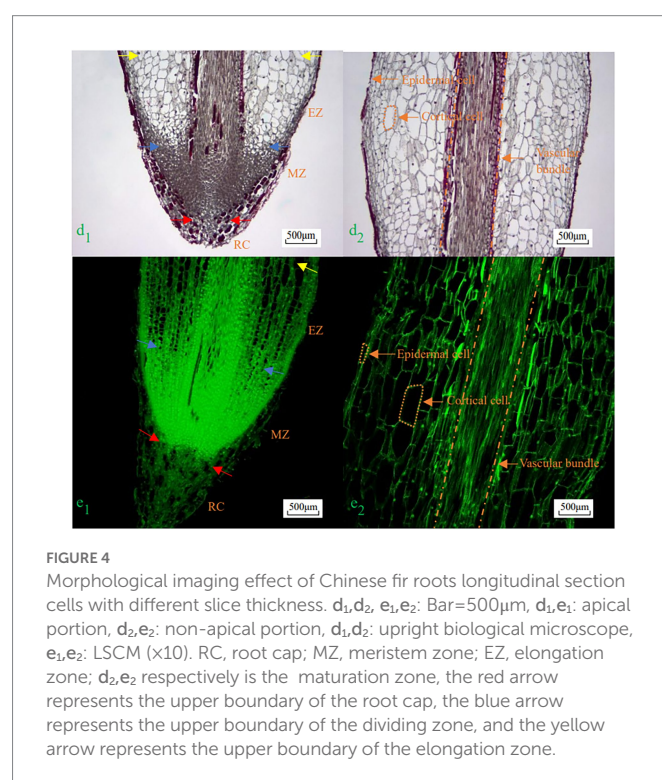 EZ
MZ
RC
500μm
d1
Epidermal cell
Cortical cell
Vascular
bundle
500μm
d2
EZ
MZ
RC
500μm
e1
Epidermal cell
Cortical cell
Vascular bundle
500μm
e2
FIGURE 4
Morphological imaging effect of Chinese fir roots longitudinal section
cells with different slice thickness. d1,d2, e1,e2: Bar=500μm, d1,e1: apical
portion, d2,e2: non-apical portion, d1,d2: upright biological microscope,
e1,e2: LSCM (×10). RC, root cap; MZ, meristem zone; EZ, elongation
zone; d2,e2 respectively is the maturation zone, the red arrow
represents the upper boundary of the root cap, the blue arrow
represents the upper boundary of the dividing zone, and the yellow
arrow represents the upper boundary of the elongation zone.